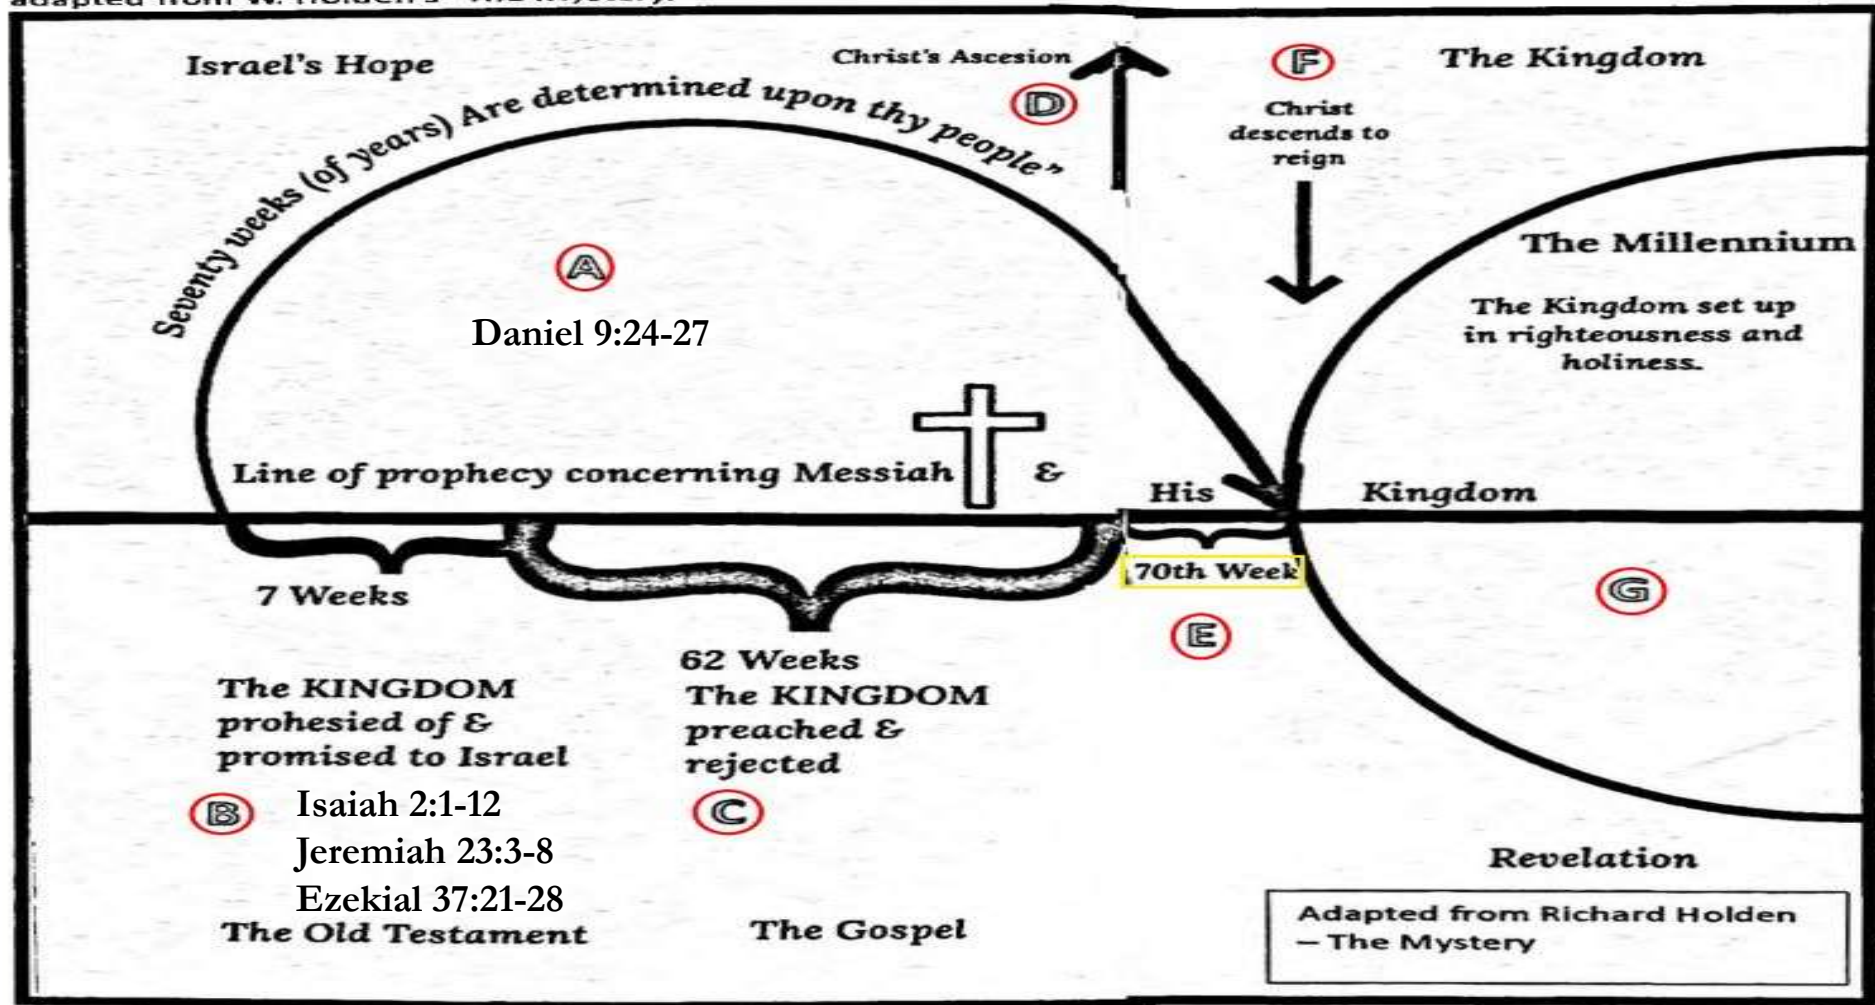 Israel's Hope
Christ's Ascesion
D
F
The Kingdom
Christ
descends to
reign
Seventy weeks (of years) Are determined upon thy people”
A
Daniel 9:24-27
The Millennium
The Kingdom set up
in righteousness and
holiness.
Line of prophecy concerning Messiah & His Kingdom
7 Weeks
70th Week
E
G
62 Weeks
The KINGDOM
prohesied of &
promised to Israel
The KINGDOM
preached &
rejected
B
Isaiah 2:1-12
Jeremiah 23:3-8
Ezekial 37:21-28
C
The Old Testament
The Gospel
Revelation
Adapted from Richard Holden
– The Mystery